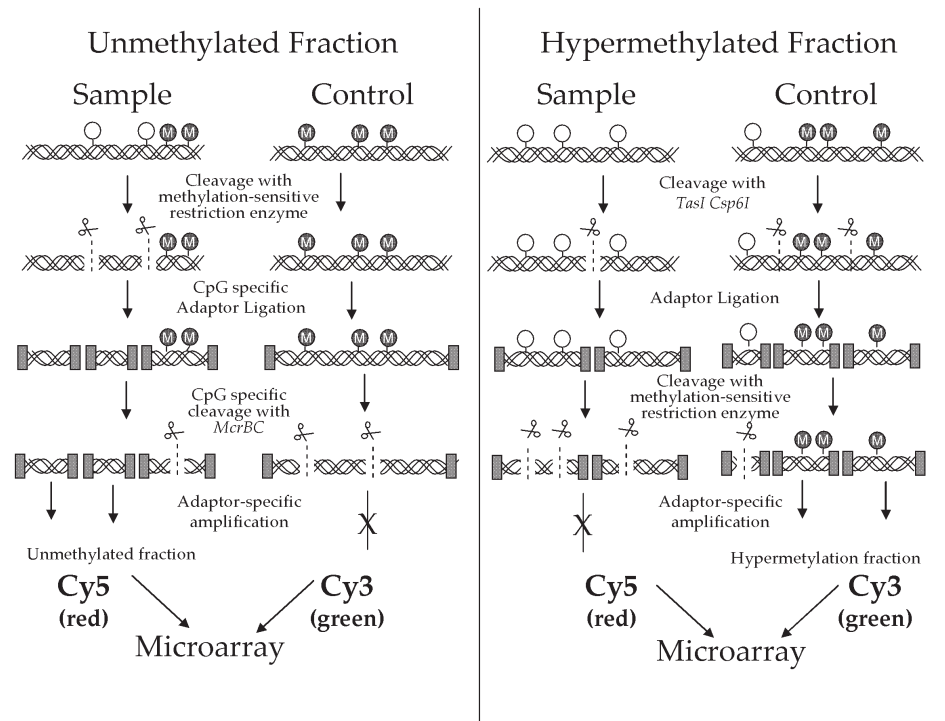 Unmethylated Fraction
Sample
Control
M M
M M M
Cleavage with
methylation-sensitive
restriction enzyme
M M
M M M
CpG specific
Adaptor Ligation
M M
M M M
CpG specific
cleavage with
McrBC
Adaptor-specific
amplification
X
Unmethylated fraction
Cy5
(red)
Cy3
(green)
Microarray
Hypermethylated Fraction
Sample
Control
M M M
Cleavage with
TasI Csp6I
M M M
Adaptor Ligation
M M M
Cleavage with
methylation-sensitive
restriction enzyme
M M M
Adaptor-specific
amplification
X
Hypermetylation fraction
Cy5
(red)
Cy3
(green)
Microarray